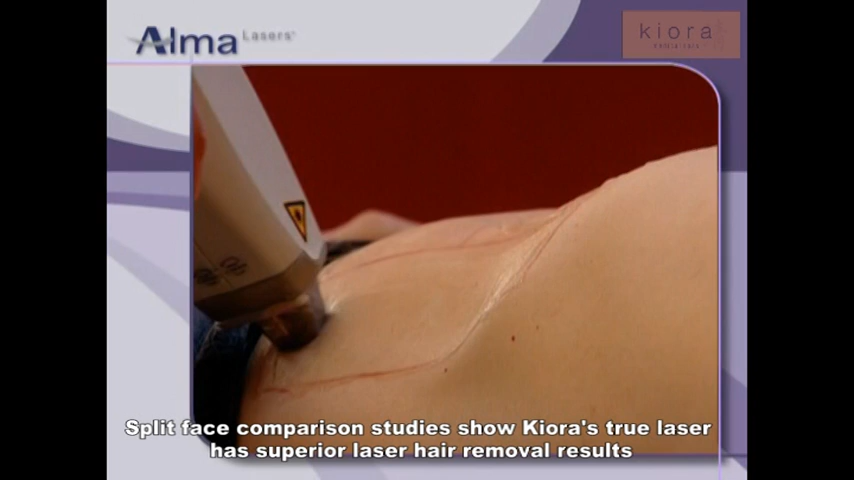 Alma Lasers
kiora
Split face comparison studies show Kiora's true laser
has superior laser hair removal results